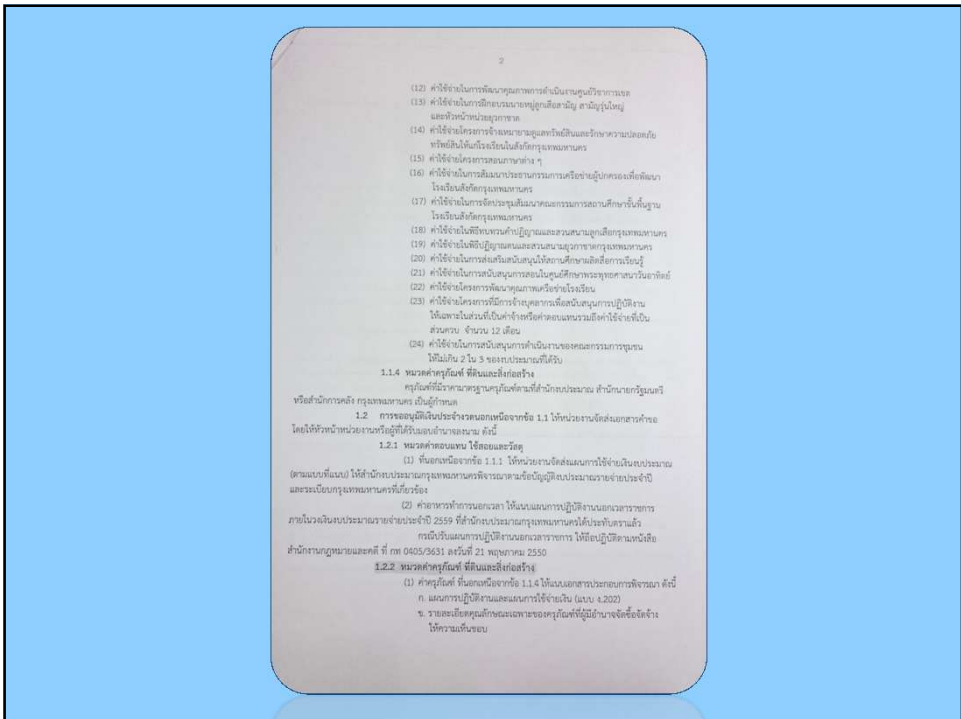 2
(12) ค่าใช้จ่ายในการพัฒนาคุณภาพการดำเนินงานศูนย์วิชาการเขต
(13) ค่าใช้จ่ายในการฝึกอบรมนายหมู่ลูกเสือสามัญ สามัญรุ่นใหญ่
และหัวหน้าหน่วยยุวกาชาด
(14) ค่าใช้จ่ายโครงการจ้างเหมายามดูแลทรัพย์สินและรักษาความปลอดภัย
ทรัพย์สินให้แก่โรงเรียนในสังกัดกรุงเทพมหานคร
(15) ค่าใช้จ่ายโครงการสอนภาษาต่าง ๆ
(16) ค่าใช้จ่ายในการสัมมนาประธานกรรมการเครือข่ายผู้ปกครองเพื่อพัฒนา
โรงเรียนสังกัดกรุงเทพมหานคร
(17) ค่าใช้จ่ายในการจัดประชุมสัมมนาคณะกรรมการสถานศึกษาขั้นพื้นฐาน
โรงเรียนสังกัดกรุงเทพมหานคร
(18) ค่าใช้จ่ายในพิธีทบทวนคำปฏิญาณและสวนสนามลูกเสือกรุงเทพมหานคร
(19) ค่าใช้จ่ายในพิธีปฏิญาณตนและสวนสนามยุวกาชาดกรุงเทพมหานคร
(20) ค่าใช้จ่ายในการส่งเสริมสนับสนุนให้สถานศึกษาผลิตสื่อการเรียนรู้
(21) ค่าใช้จ่ายในการสนับสนุนการสอนในศูนย์ศึกษาพระพุทธศาสนาวันอาทิตย์
(22) ค่าใช้จ่ายโครงการพัฒนาคุณภาพเครือข่ายโรงเรียน
(23) ค่าใช้จ่ายโครงการที่มีการจ้างบุคลากรเพื่อสนับสนุนการปฏิบัติงาน
ให้เฉพาะในส่วนที่เป็นค่าจ้างหรือค่าตอบแทนรวมถึงค่าใช้จ่ายที่เป็น
ส่วนควบ จำนวน 12 เดือน
(24) ค่าใช้จ่ายในการสนับสนุนการดำเนินงานของคณะกรรมการชุมชน
ให้ไม่เกิน 2 ใน 3 ของงบประมาณที่ได้รับ
1.1.4 หมวดค่าครุภัณฑ์ ที่ดินและสิ่งก่อสร้าง
ครุภัณฑ์ที่มีราคามาตรฐานครุภัณฑ์ตามที่สำนักงบประมาณ สำนักนายกรัฐมนตรี
หรือสำนักการคลัง กรุงเทพมหานคร เป็นผู้กำหนด
1.2 การขออนุมัติเงินประจำงวดนอกเหนือจากข้อ 1.1 ให้หน่วยงานจัดส่งเอกสารคำขอ
โดยให้หัวหน้าหน่วยงานหรือผู้ที่ได้รับมอบอำนาจลงนาม ดังนี้
1.2.1 หมวดค่าตอบแทน ใช้สอยและวัสดุ
(1) ที่นอกเหนือจากข้อ 1.1.1 ให้หน่วยงานจัดส่งแผนการใช้จ่ายเงินงบประมาณ
(ตามแบบที่แนบ) ให้สำนักงบประมาณกรุงเทพมหานครพิจารณาตามข้อบัญญัติงบประมาณรายจ่ายประจำปี
และระเบียบกรุงเทพมหานครที่เกี่ยวข้อง
(2) ค่าอาหารทำการนอกเวลา ให้แนบแผนการปฏิบัติงานนอกเวลาราชการ
ภายในวงเงินงบประมาณรายจ่ายประจำปี 2559 ที่สำนักงบประมาณกรุงเทพมหานครได้ประทับตราแล้ว
กรณีปรับแผนการปฏิบัติงานนอกเวลาราชการ ให้ถือปฏิบัติตามหนังสือ
สำนักงานกฎหมายและคดี ที่ กท 0405/3631 ลงวันที่ 21 พฤษภาคม 2550
1.2.2 หมวดค่าครุภัณฑ์ ที่ดินและสิ่งก่อสร้าง
(1) ค่าครุภัณฑ์ ที่นอกเหนือจากข้อ 1.1.4 ให้แนบเอกสารประกอบการพิจารณา ดังนี้
ก. แผนการปฏิบัติงานและแผนการใช้จ่ายเงิน (แบบ ง.202)
ข. รายละเอียดคุณลักษณะเฉพาะของครุภัณฑ์ที่ผู้มีอำนาจจัดซื้อจัดจ้าง
ให้ความเห็นชอบ